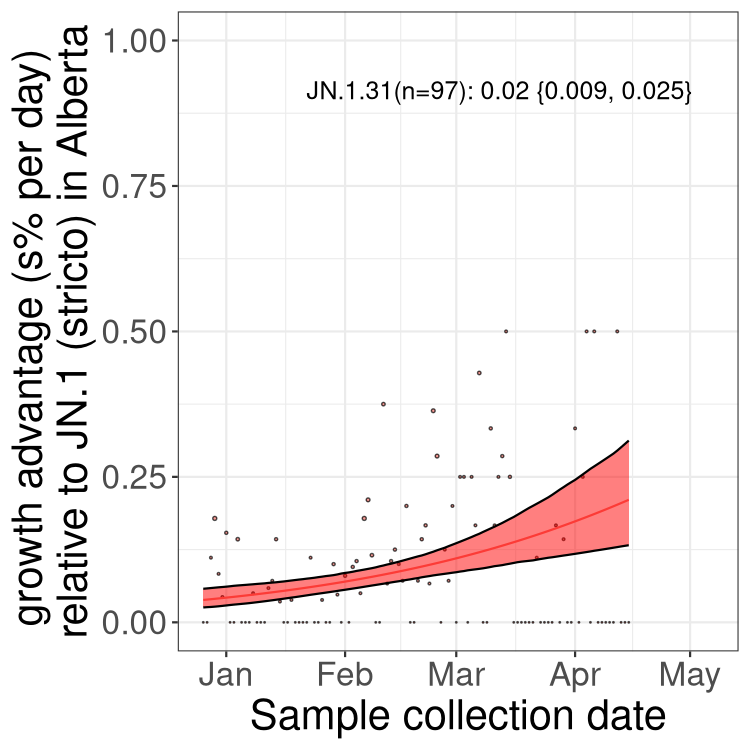 growth advantage (s% per day)
relative to JN.1 (stricto) in Alberta
1.00
0.75
0.50
0.25
0.00
JN.1.31(n=97): 0.02 {0.009, 0.025}
Jan Feb Mar Apr May
Sample collection date